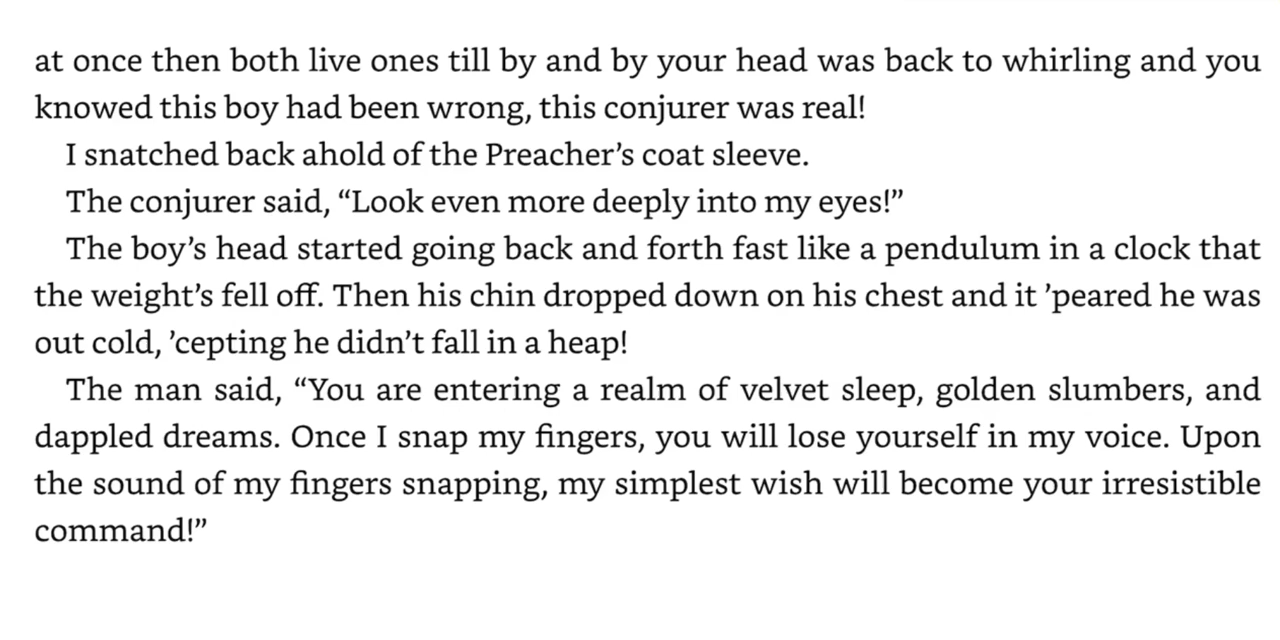 at once then both live ones till by and by your head was back to whirling and you
knowed this boy had been wrong, this conjurer was real!
I snatched back ahold of the Preacher’s coat sleeve.
The conjurer said, “Look even more deeply into my eyes!”
The boy’s head started going back and forth fast like a pendulum in a clock that
the weight’s fell off. Then his chin dropped down on his chest and it ’peared he was
out cold, ’cepting he didn’t fall in a heap!
The man said, “You are entering a realm of velvet sleep, golden slumbers, and
dappled dreams. Once I snap my fingers, you will lose yourself in my voice. Upon
the sound of my fingers snapping, my simplest wish will become your irresistible
command!”